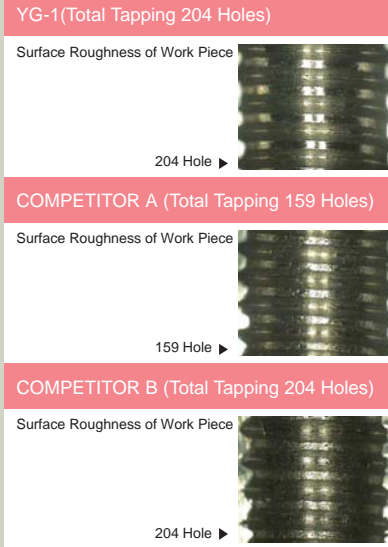 YG-1(Total Tapping 204 Holes)
Surface Roughness of Work Piece
204 Hole ▶
COMPETITOR A (Total Tapping 159 Holes)
Surface Roughness of Work Piece
159 Hole ▶
COMPETITOR B (Total Tapping 204 Holes)
Surface Roughness of Work Piece
204 Hole ▶